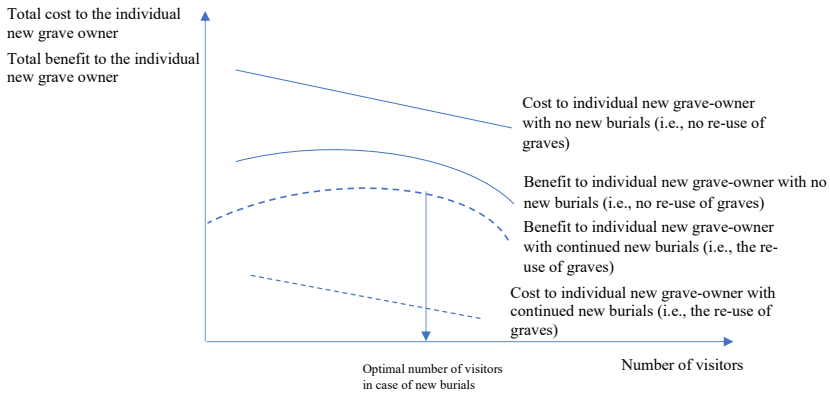 Total cost to the individual
new grave owner
Total benefit to the individual
new grave owner
Cost to individual new grave-owner
with no new burials (i.e., no re-use of
graves)
Benefit to individual new grave-owner with no
new burials (i.e., no re-use of graves)
Benefit to individual new grave-owner
with continued new burials (i.e., the re-
use of graves)
Cost to individual new grave-owner with
continued new burials (i.e., the re-use of
graves)
Number of visitors
Optimal number of visitors
in case of new burials